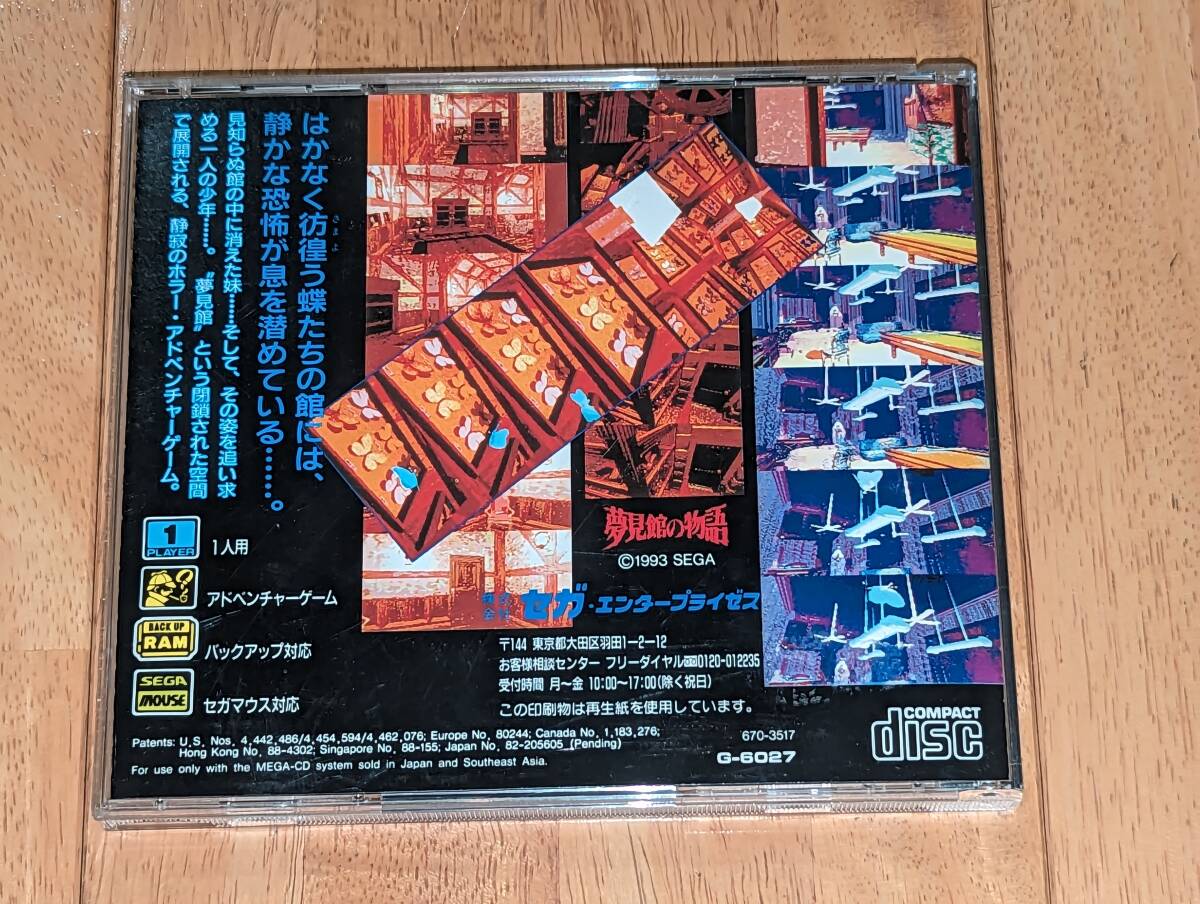 はかなく彷徨う蝶たちの館には、
さまよ
静かな恐怖が息を潜めている……。
見知らぬ館の中に消えた妹……そして、その姿を追い求
める一人の少年……。“夢見館”という閉鎖された空間
で展開される、静寂のホラー・アドベンチャーゲーム。
1
PLAYER
1人用
アドベンチャーゲーム
BACK UP
RAM
バックアップ対応
SEGA
MOUSE
セガマウス対応
夢見館の物語
©1993 SEGA
株式会社 セガ・エンタープライゼス
〒144 東京都大田区羽田1-2-12
お客様相談センター フリーダイヤル0120-012235
受付時間 月〜金 10:00〜17:00(除く祝日)
この印刷物は再生紙を使用しています。
Patents: U.S. Nos. 4,442,486/4,454,594/4,462,076; Europe No. 80244; Canada No. 1,183,276;
Hong Kong No. 88-4302; Singapore No. 88-155; Japan No. 82-205605 (Pending)
For use only with the MEGA-CD system sold in Japan and Southeast Asia.
670-3517
G-6027
COMPACT
disc